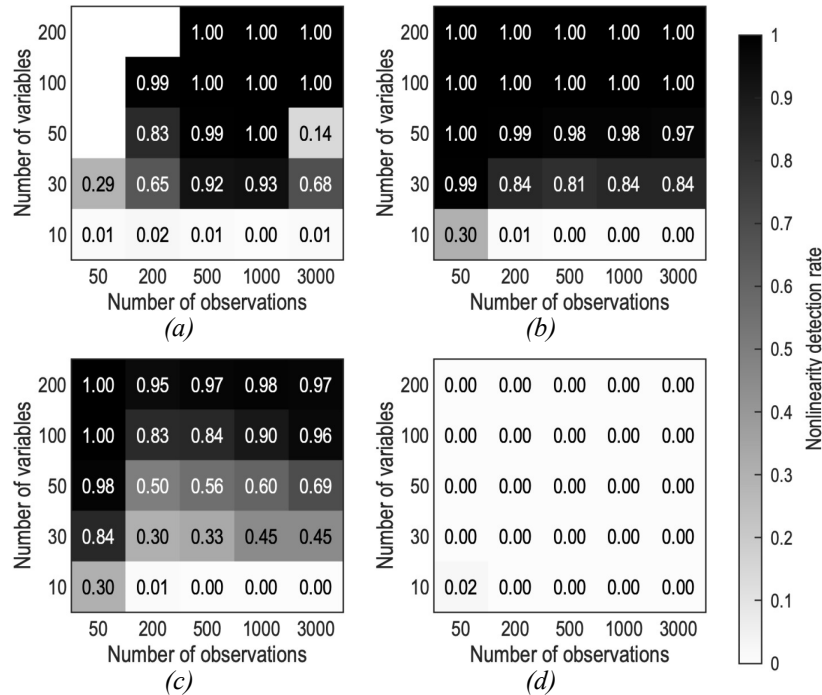 Number of variables
200 1.00 1.00 1.00
100 0.99 1.00 1.00 1.00
50 0.83 0.99 1.00 0.14
30 0.29 0.65 0.92 0.93 0.68
10 0.01 0.02 0.01 0.00 0.01
50 200 500 1000 3000
Number of observations
(a)
Number of variables
200 1.00 1.00 1.00 1.00 1.00
100 1.00 1.00 1.00 1.00 1.00
50 1.00 0.99 0.98 0.98 0.97
30 0.99 0.84 0.81 0.84 0.84
10 0.30 0.01 0.00 0.00 0.00
50 200 500 1000 3000
Number of observations
(b)
Number of variables
200 1.00 0.95 0.97 0.98 0.97
100 1.00 0.83 0.84 0.90 0.96
50 0.98 0.50 0.56 0.60 0.69
30 0.84 0.30 0.33 0.45 0.45
10 0.30 0.01 0.00 0.00 0.00
50 200 500 1000 3000
Number of observations
(c)
Number of variables
200 0.00 0.00 0.00 0.00 0.00
100 0.00 0.00 0.00 0.00 0.00
50 0.00 0.00 0.00 0.00 0.00
30 0.00 0.00 0.00 0.00 0.00
10 0.02 0.00 0.00 0.00 0.00
50 200 500 1000 3000
Number of observations
(d)
1
0.9
0.8
0.7
0.6
0.5
0.4
0.3
0.2
0.1
0
Nonlinearity detection rate